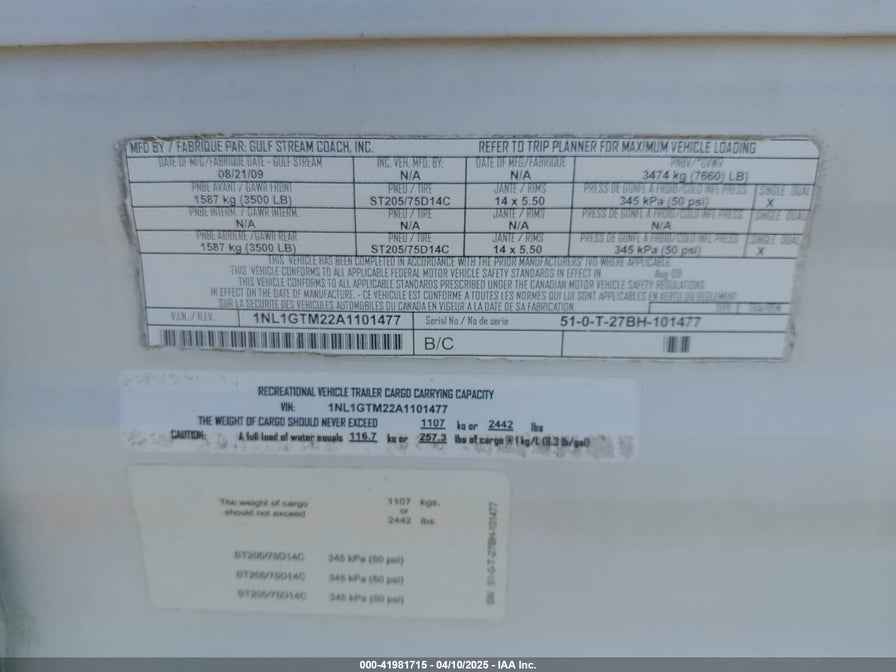 MFD BY / FABRIQUE PAR: GULF STREAM COACH, INC. REFER TO TRIP PLANNER FOR MAXIMUM VEHICLE LOADING
DATE OF MFG/FABRIQUE DATE - GULF STREAM INC. VEH. MFD. BY: DATE OF MFG/FABRIQUE PNBV/*GVWR
08/21/09 N/A N/A 3474 kg (7660) LB)
PNBE AVANT / GAWR FRONT PNEU / TIRE JANTE / RIMS PRESS DE GONFL A FROID/COLD INFL PRESS SINGLE DUAL
1587 kg (3500 LB) ST205/75D14C 14 x 5.50 345 kPa (50 psi) X
PNBE INTERM. / GAWR INTERM. PNEU / TIRE JANTE / RIMS PRESS DE GONFL A FROID/COLD INFL PRESS SINGLE DUAL
N/A N/A N/A N/A
PNBE ARRIERE /GAWR REAR PNEU / TIRE JANTE / RIMS PRESS DE GONFL A FROID/COLD INFL PRESS SINGLE DUAL
1587 kg (3500 LB) ST205/75D14C 14 x 5.50 345 kPa (50 psi) X
THIS VEHICLE HAS BEEN COMPLETED IN ACCORDANCE WITH THE PRIOR MANUFACTURERS' IVD WHERE APPLICABLE.
THIS VEHICLE CONFORMS TO ALL APPLICABLE FEDERAL MOTOR VEHICLE SAFETY STANDARDS IN EFFECT IN Aug-09
THIS VEHICLE CONFORMS TO ALL APPLICABLE STANDARDS PRESCRIBED UNDER THE CANADIAN MOTOR VEHICLE SAFETY REGULATIONS
IN EFFECT ON THE DATE OF MANUFACTURE. - CE VEHICULE EST CONFORME A TOUTES LES NORMES QUI LUI SONT APPLICABLES EN VERTU DU REGLEMENT
SUR LA SECURITE DES VEHICULES AUTOMOBILES DU CANADA EN VIGUEUR A LA DATE DE SA FABRICATION. TYPE
V.I.N. / N.I.V. 1NL1GTM22A1101477 Serial No / No de serie 51-0-T-27BH-101477
B/C
RECREATIONAL VEHICLE TRAILER CARGO CARRYING CAPACITY
VIN: 1NL1GTM22A1101477
THE WEIGHT OF CARGO SHOULD NEVER EXCEED 1107 kg or 2442 lbs
CAUTION: A full load of water equals 116.7 kg or 257.3 lbs of cargo @ 1 kg/L (8.3 lb/gal)
The weight of cargo 1107 kgs.
should not exceed or
2442 lbs.
ST205/75D14C 345 kPa (50 psi)
ST205/75D14C 345 kPa (50 psi)
ST205/75D14C 345 kPa (50 psi)
SN: 51-0-T-27BH-101477
000-41981715 - 04/10/2025 - IAA Inc.